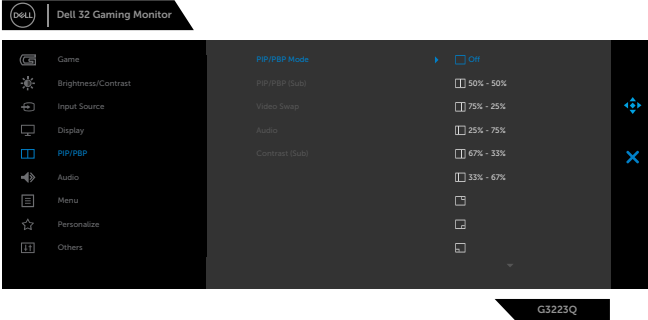 DELL
Dell 32 Gaming Monitor
Game
PIP/PBP Mode
Off
Brightness/Contrast
PIP/PBP (Sub)
50% - 50%
Input Source
Video Swap
75% - 25%
Display
Audio
25% - 75%
PIP/PBP
Contrast (Sub)
67% - 33%
Audio
33% - 67%
Menu
Personalize
Others
G3223Q